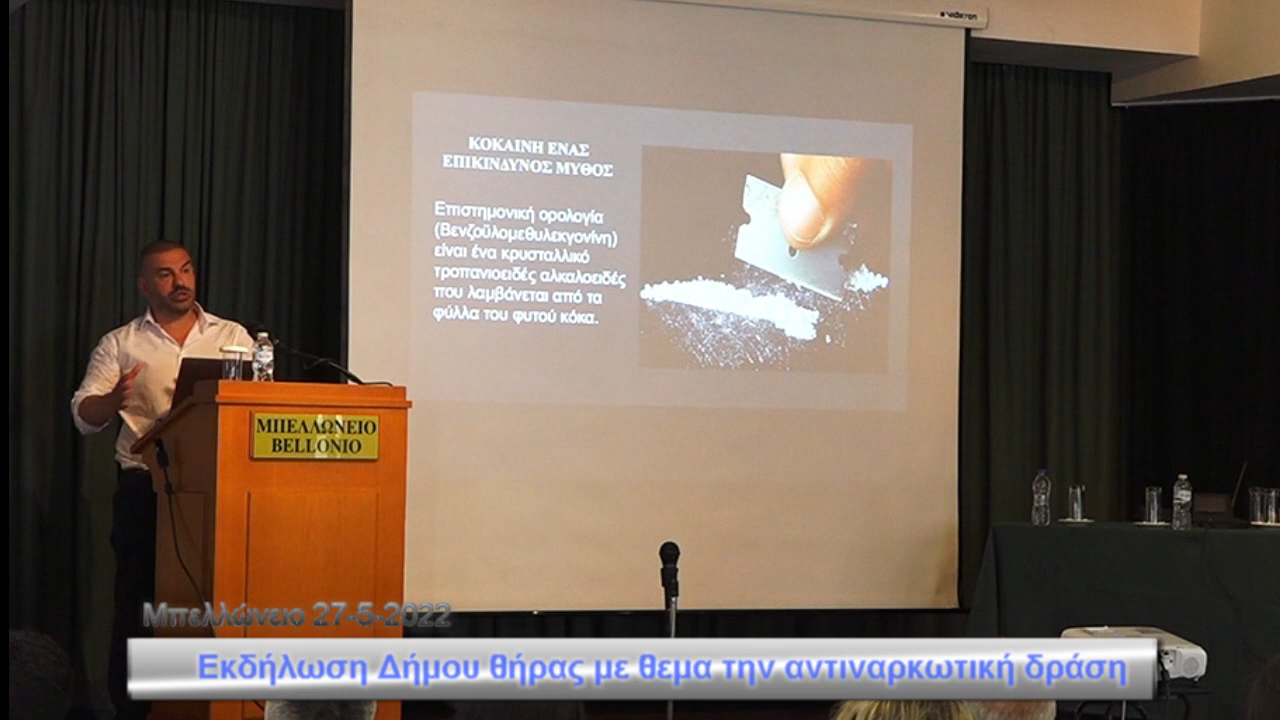 viditron
ΚΟΚΑΙΝΗ ΕΝΑΣ
ΕΠΙΚΙΝΔΥΝΟΣ ΜΥΘΟΣ
Επιστημονική ορολογία
(Βενζοϋλομεθυλεκγονίνη)
είναι ένα κρυσταλλικό
τροπανιοειδές αλκαλοειδές
που λαμβάνεται από τα
φύλλα του φυτού κόκα.
ΜΠΕΛΛΩΝΕΙΟ
BELLONIO
Μπελλώνειο 27-5-2022
Εκδήλωση Δήμου θήρας με θεμα την αντιναρκωτική δράση